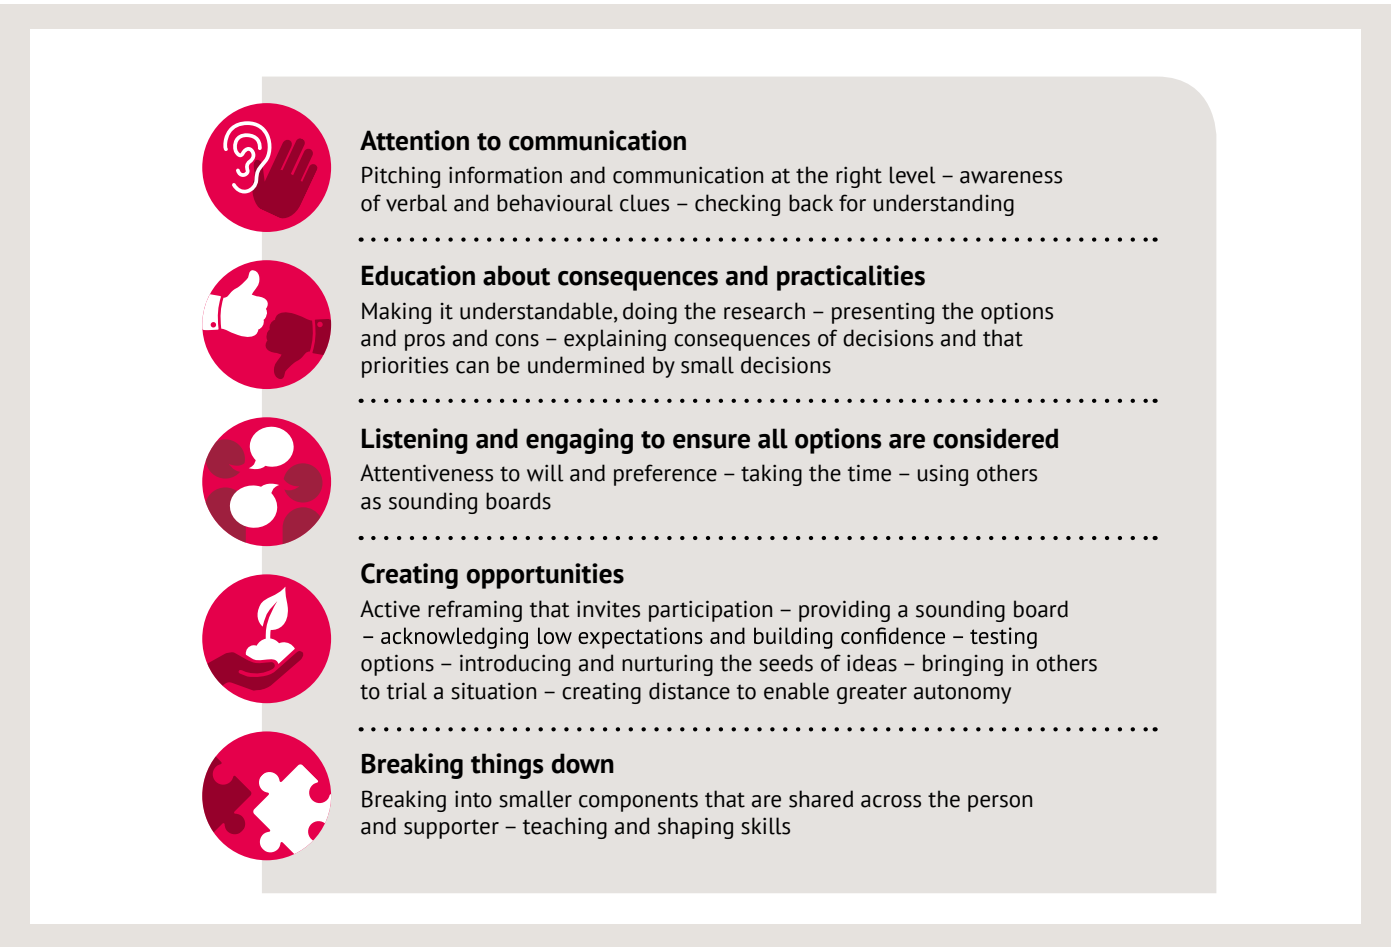 Attention to communication
Pitching information and communication at the right level – awareness
of verbal and behavioural clues – checking back for understanding
Education about consequences and practicalities
Making it understandable, doing the research – presenting the options
and pros and cons – explaining consequences of decisions and that
priorities can be undermined by small decisions
Listening and engaging to ensure all options are considered
Attentiveness to will and preference – taking the time – using others
as sounding boards
Creating opportunities
Active reframing that invites participation – providing a sounding board
– acknowledging low expectations and building confidence – testing
options – introducing and nurturing the seeds of ideas – bringing in others
to trial a situation – creating distance to enable greater autonomy
Breaking things down
Breaking into smaller components that are shared across the person
and supporter – teaching and shaping skills